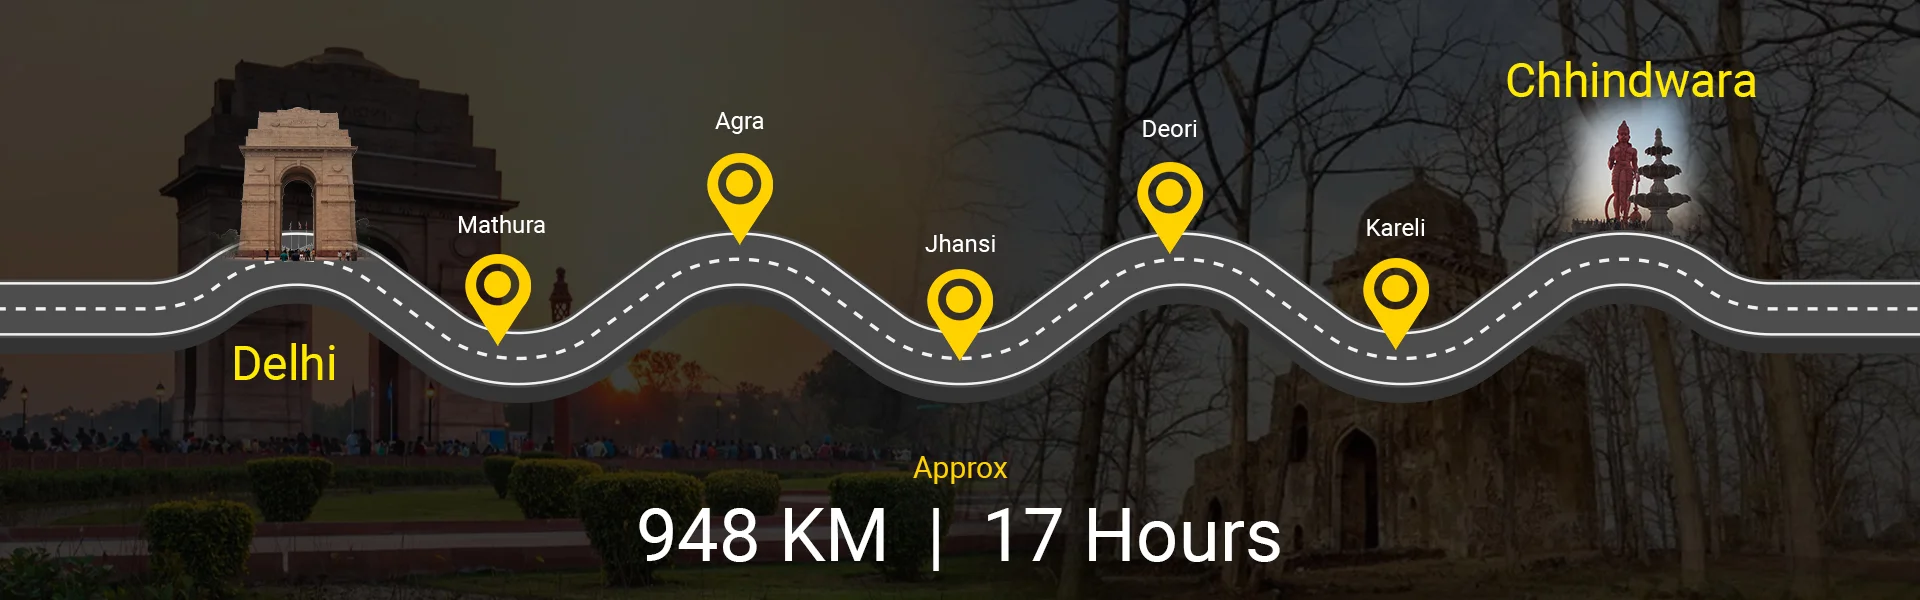 Chhindwara
Agra
Deori
Mathura
Kareli
Jhansi
Delhi
Approx
948 KM | 17 Hours